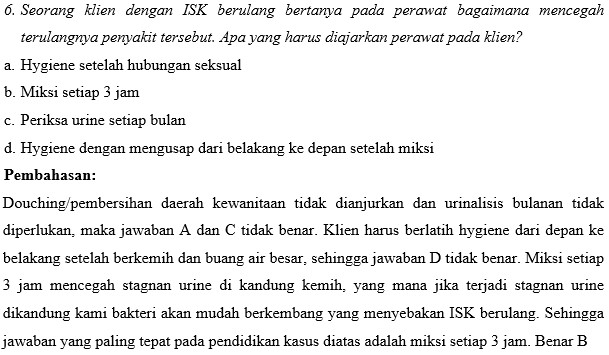 6. Seorang klien dengan ISK berulang bertanya pada perawat bagaimana mencegah
terulangnya penyakit tersebut. Apa yang harus diajarkan perawat pada klien?
a. Hygiene setelah hubungan seksual
b. Miksi setiap 3 jam
c. Periksa urine setiap bulan
d. Hygiene dengan mengusap dari belakang ke depan setelah miksi
Pembahasan:
Douching/pembersihan daerah kewanitaan tidak dianjurkan dan urinalisis bulanan tidak
diperlukan, maka jawaban A dan C tidak benar. Klien harus berlatih hygiene dari depan ke
belakang setelah berkemih dan buang air besar, sehingga jawaban D tidak benar. Miksi setiap
3 jam mencegah stagnan urine di kandung kemih, yang mana jika terjadi stagnan urine
dikandung kami bakteri akan mudah berkembang yang menyebakan ISK berulang. Sehingga
jawaban yang paling tepat pada pendidikan kasus diatas adalah miksi setiap 3 jam. Benar B